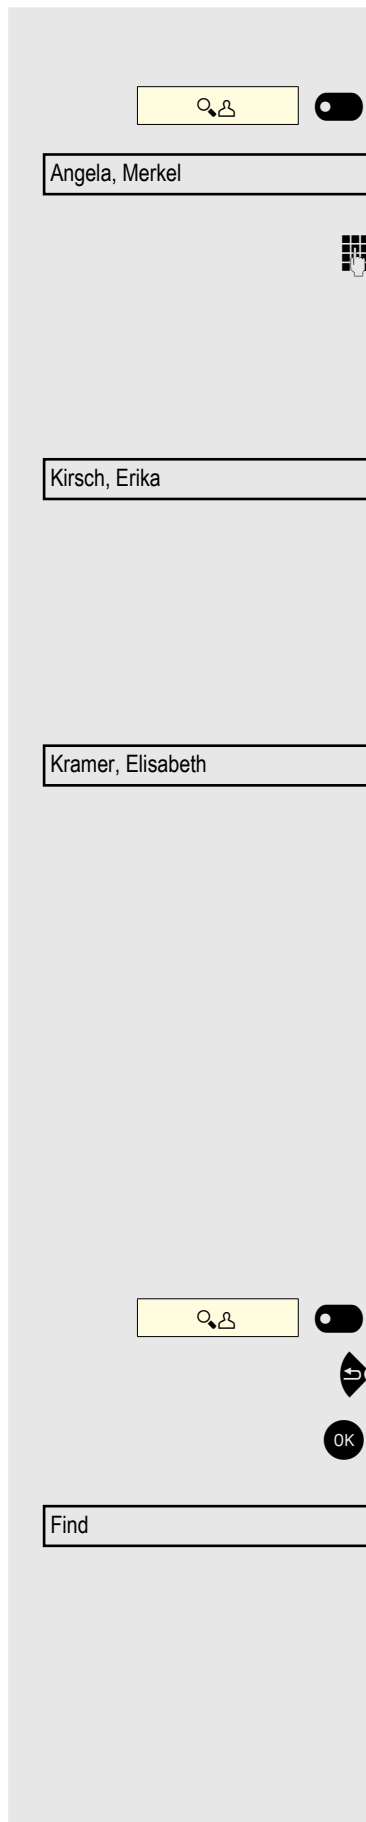 Angela, Merkel
Kirsch, Erika
Kramer, Elisabeth
OK
Find